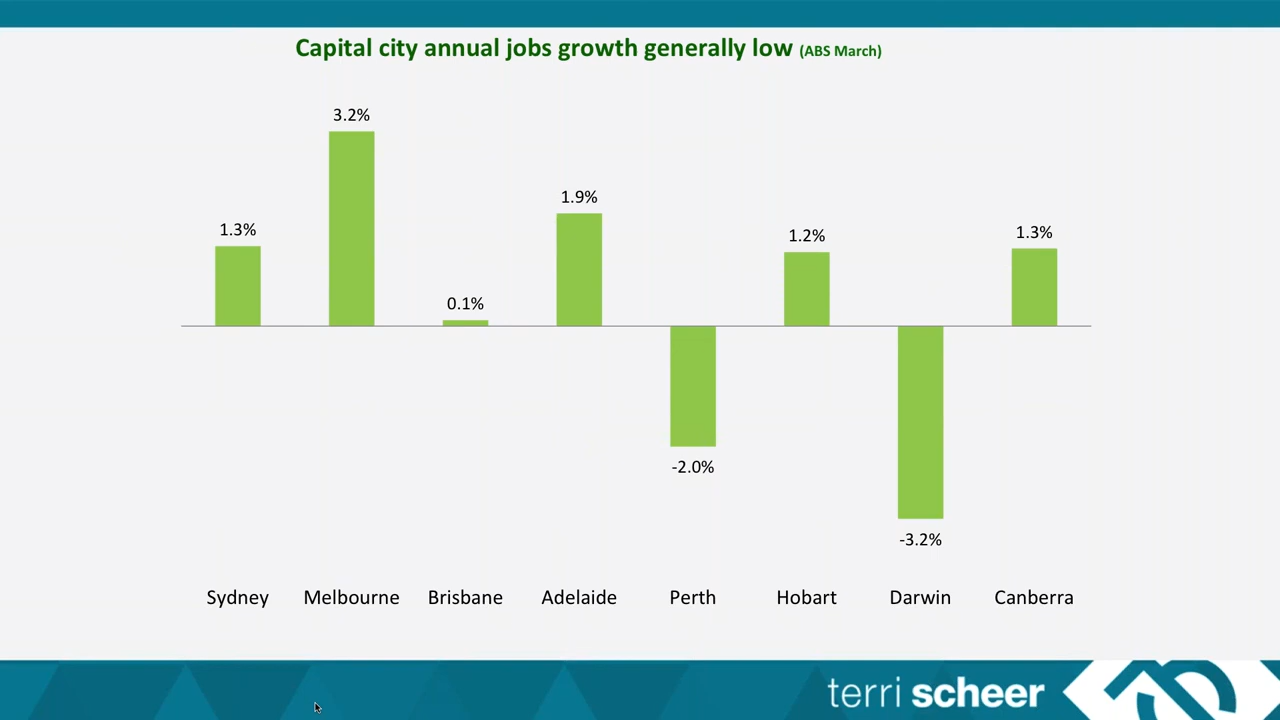 Capital city annual jobs growth generally low (ABS March)
3.2%
1.9%
1.3%
1.2%
1.3%
0.1%
-2.0%
-3.2%
Sydney Melbourne Brisbane Adelaide Perth Hobart Darwin Canberra
terri scheer